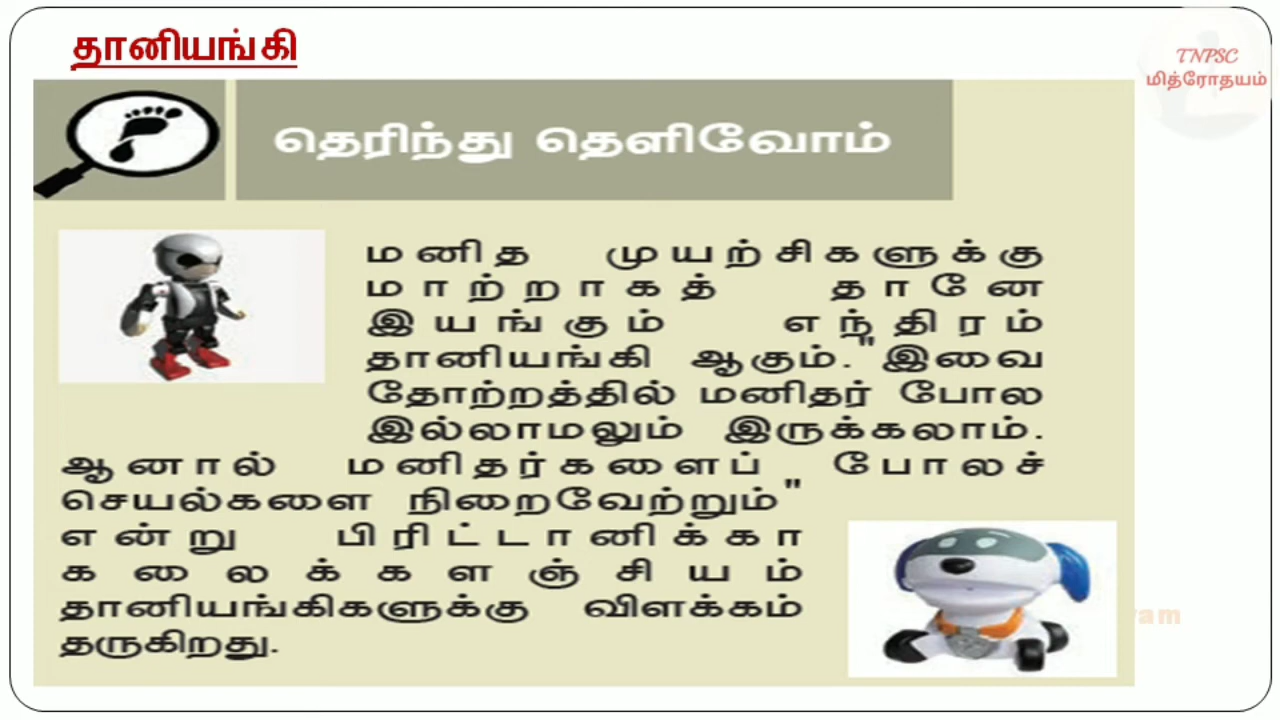 தானியங்கி
TNPSC
மித்ரோதயம்
தெரிந்து தெளிவோம்
மனித முயற்சிகளுக்கு
மாற்றாகத் தானே
இயங்கும் எந்திரம்
தானியங்கி ஆகும். "இவை
தோற்றத்தில் மனிதர் போல
இல்லாமலும் இருக்கலாம்.
ஆனால் மனிதர்களைப் போலச்
செயல்களை நிறைவேற்றும்"
என்று பிரிட்டானிக்கா
கலைக்களஞ்சியம்
தானியங்கிகளுக்கு விளக்கம்
தருகிறது.